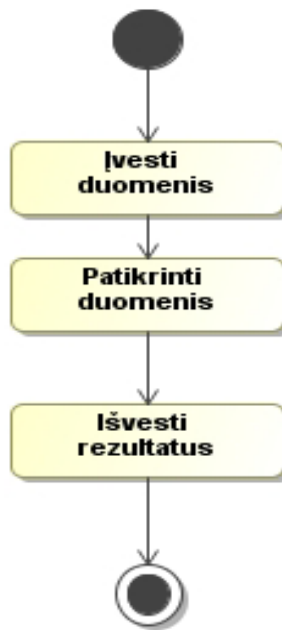 Įvesti
duomenis
Patikrinti
duomenis
Išvesti
rezultatus